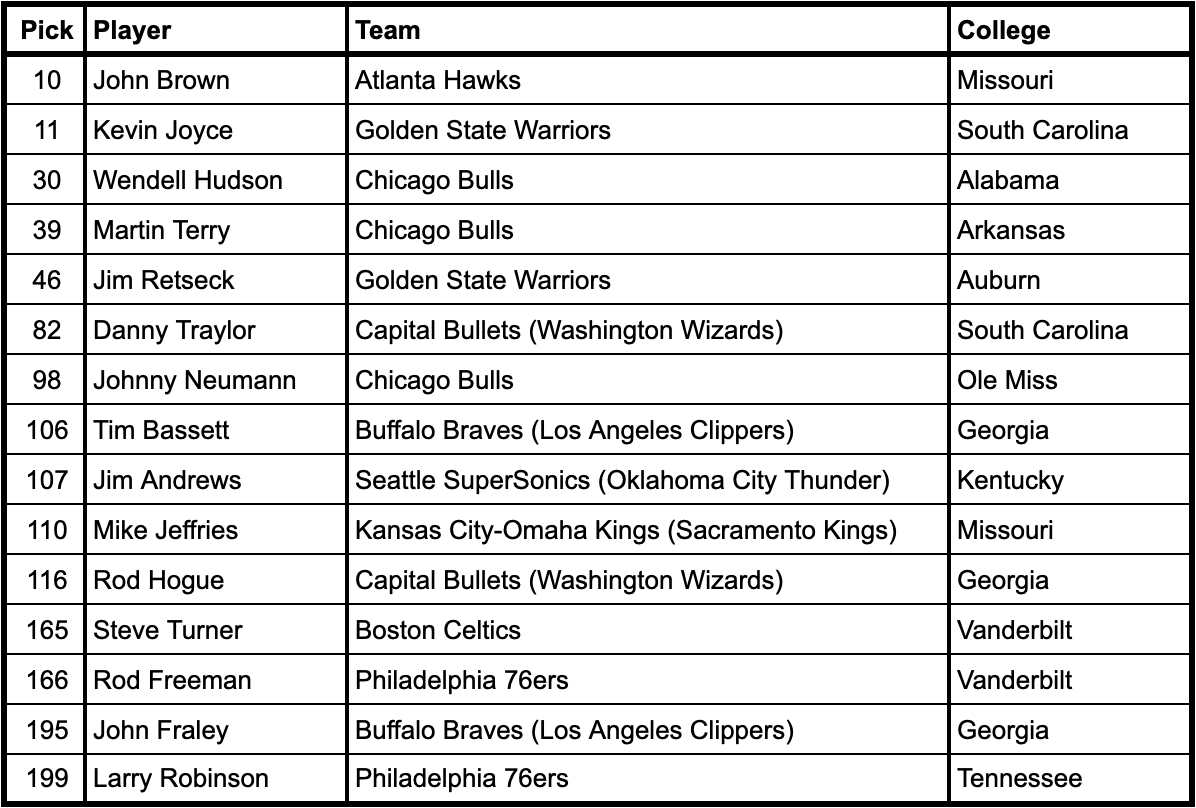 Pick Player Team College
10 John Brown Atlanta Hawks Missouri
11 Kevin Joyce Golden State Warriors South Carolina
30 Wendell Hudson Chicago Bulls Alabama
39 Martin Terry Chicago Bulls Arkansas
46 Jim Retseck Golden State Warriors Auburn
82 Danny Traylor Capital Bullets (Washington Wizards) South Carolina
98 Johnny Neumann Chicago Bulls Ole Miss
106 Tim Bassett Buffalo Braves (Los Angeles Clippers) Georgia
107 Jim Andrews Seattle SuperSonics (Oklahoma City Thunder) Kentucky
110 Mike Jeffries Kansas City-Omaha Kings (Sacramento Kings) Missouri
116 Rod Hogue Capital Bullets (Washington Wizards) Georgia
165 Steve Turner Boston Celtics Vanderbilt
166 Rod Freeman Philadelphia 76ers Vanderbilt
195 John Fraley Buffalo Braves (Los Angeles Clippers) Georgia
199 Larry Robinson Philadelphia 76ers Tennessee